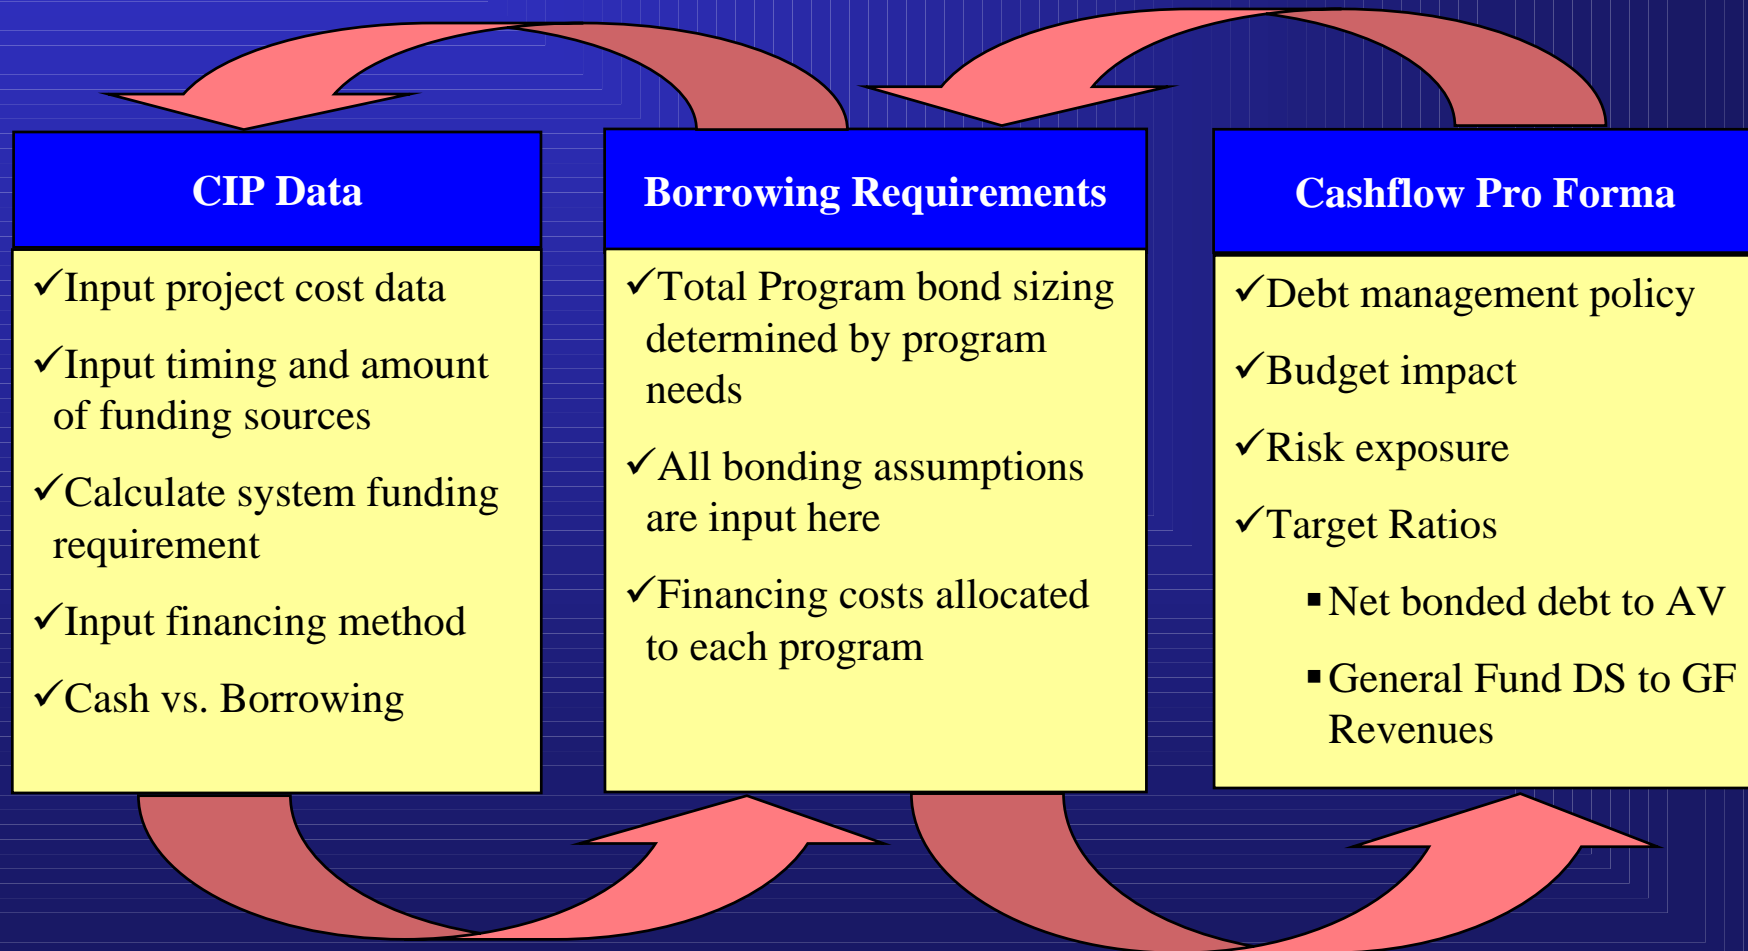 CIP Data
✓Input project cost data
✓Input timing and amount
of funding sources
✓Calculate system funding
requirement
✓Input financing method
✓Cash vs. Borrowing
Borrowing Requirements
✓Total Program bond sizing
determined by program
needs
✓All bonding assumptions
are input here
✓Financing costs allocated
to each program
Cashflow Pro Forma
✓Debt management policy
✓Budget impact
✓Risk exposure
✓Target Ratios
▪Net bonded debt to AV
▪General Fund DS to GF
Revenues